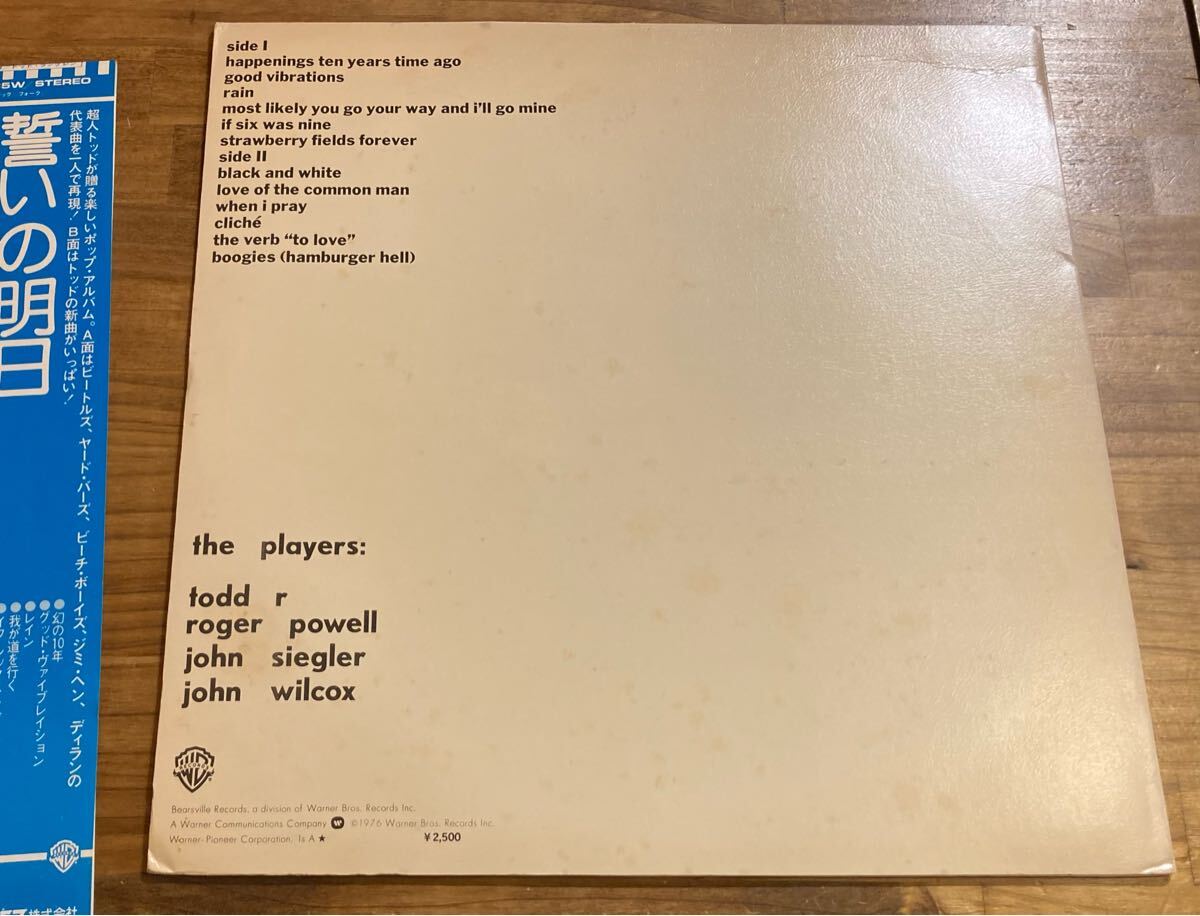 side I
happenings ten years time ago
good vibrations
rain
most likely you go your way and i'll go mine
if six was nine
strawberry fields forever
side II
black and white
love of the common man
when i pray
cliché
the verb “to love”
boogies (hamburger hell)
the players:
todd r
roger powell
john siegler
john wilcox
RECORDS
Bearsville Records, a division of Warner Bros. Records Inc.
A Warner Communications Company ©1976 Warner Bros. Records Inc.
Warner-Pioneer Corporation, Is A ★
¥2,500
5W STEREO
誓いの明日
超人トッドが贈る楽しいポップ・アルバム。A面はビートルズ、ヤード・バーズ、ビーチ・ボーイズ、ジミ・ヘン、ディランの
代表曲を一人で再現！B面はトッドの新曲がいっぱい！
●幻の10年
●グッド・ヴァイブレイション
●レイン
●我が道を行く
株式会社